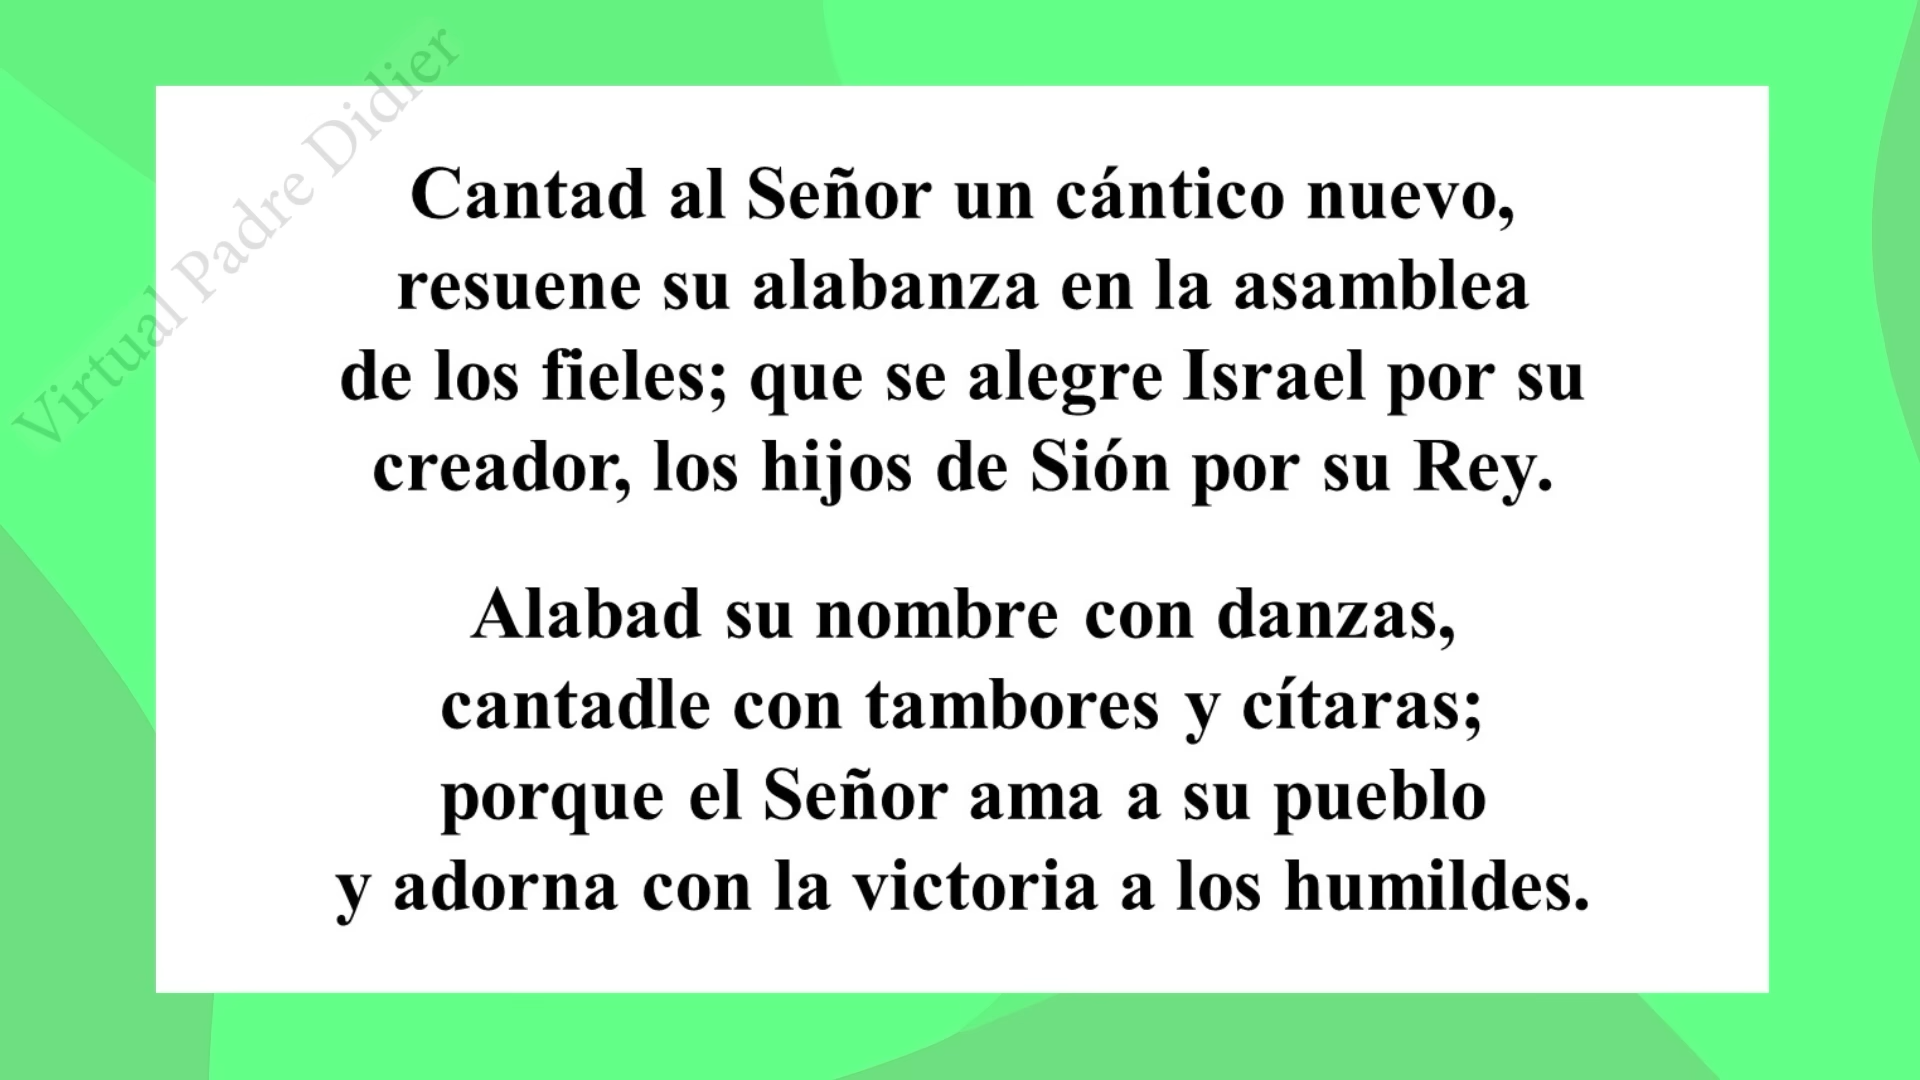 Virtual Padre Didier
Cantad al Señor un cántico nuevo,
resuene su alabanza en la asamblea
de los fieles; que se alegre Israel por su
creador, los hijos de Sión por su Rey.
Alabad su nombre con danzas,
cantadle con tambores y cítaras;
porque el Señor ama a su pueblo
y adorna con la victoria a los humildes.